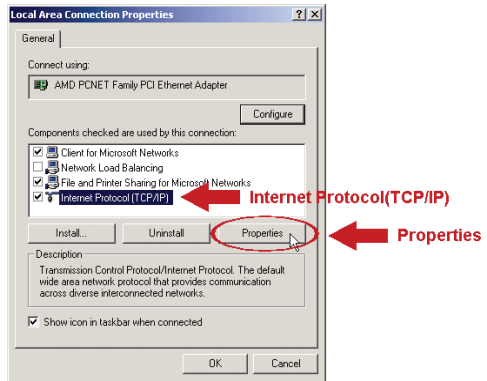 Local Area Connection Properties
General
Connect using:
AMD PCNET Family PCI Ethernet Adapter
Configure
Components checked are used by this connection:
Client for Microsoft Networks
Network Load Balancing
File and Printer Sharing for Microsoft Networks
Internet Protocol (TCP/IP)
Internet Protocol(TCP/IP)
Install... Uninstall Properties
Properties
Description
Transmission Control Protocol/Internet Protocol. The default
wide area network protocol that provides communication
across diverse interconnected networks.
Show icon in taskbar when connected
OK Cancel